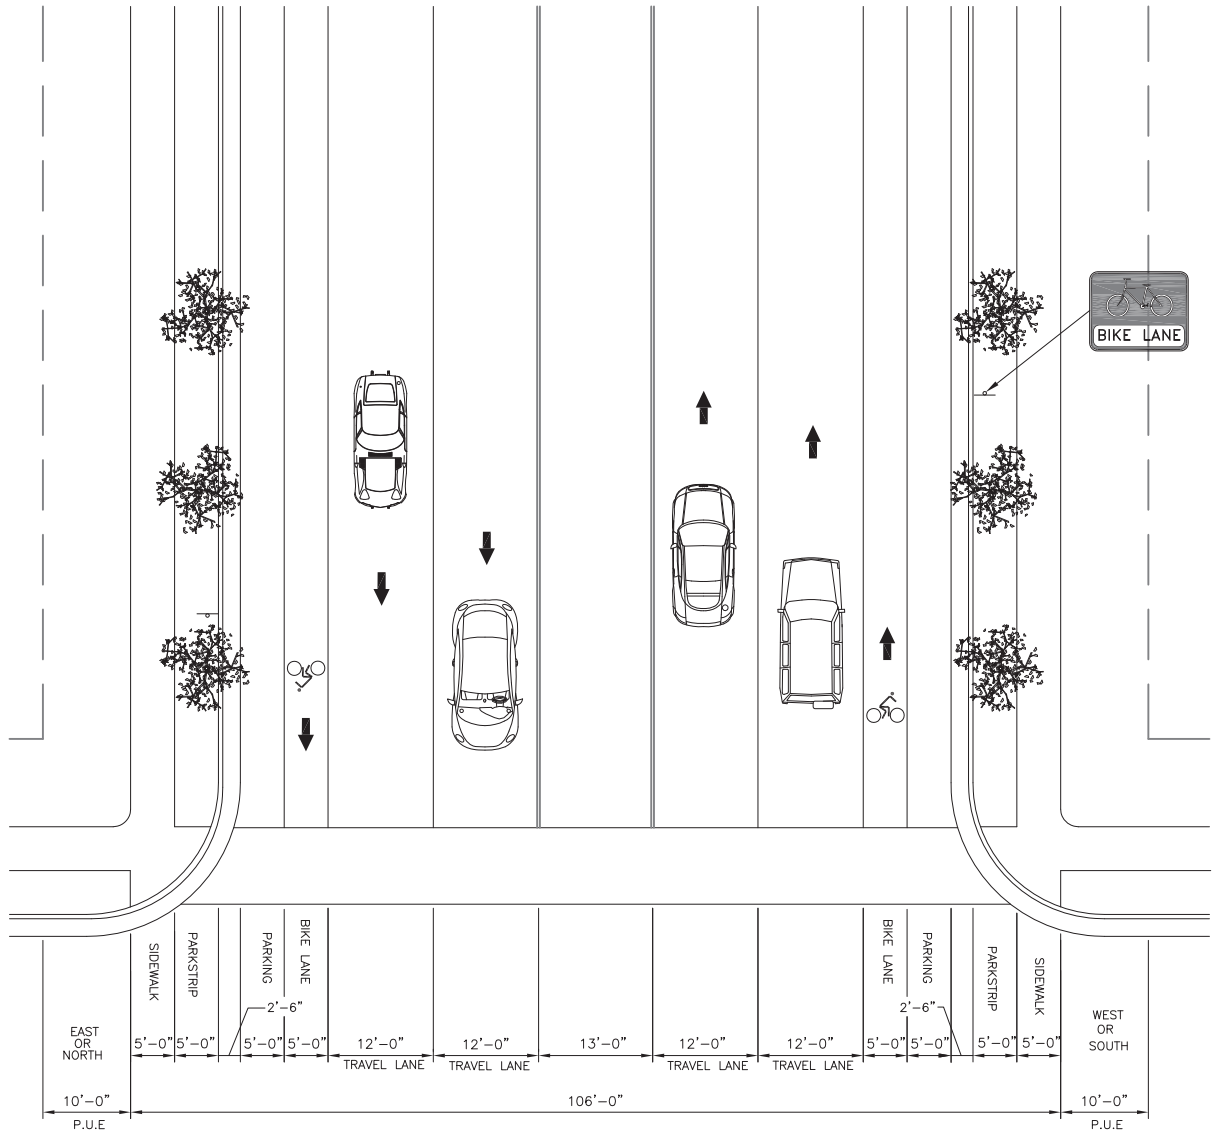 BIKE LANE
SIDEWALK
PARKSTRIP
PARKING
BIKE LANE
BIKE LANE
PARKING
PARKSTRIP
SIDEWALK
2'-6"
2'-6"
EAST
OR
NORTH
WEST
OR
SOUTH
5'-0" 5'-0" 5'-0" 5'-0" 12'-0" 12'-0" 13'-0" 12'-0" 12'-0" 5'-0" 5'-0" 5'-0" 5'-0"
TRAVEL LANE TRAVEL LANE TRAVEL LANE TRAVEL LANE
10'-0" 106'-0" 10'-0"
P.U.E P.U.E